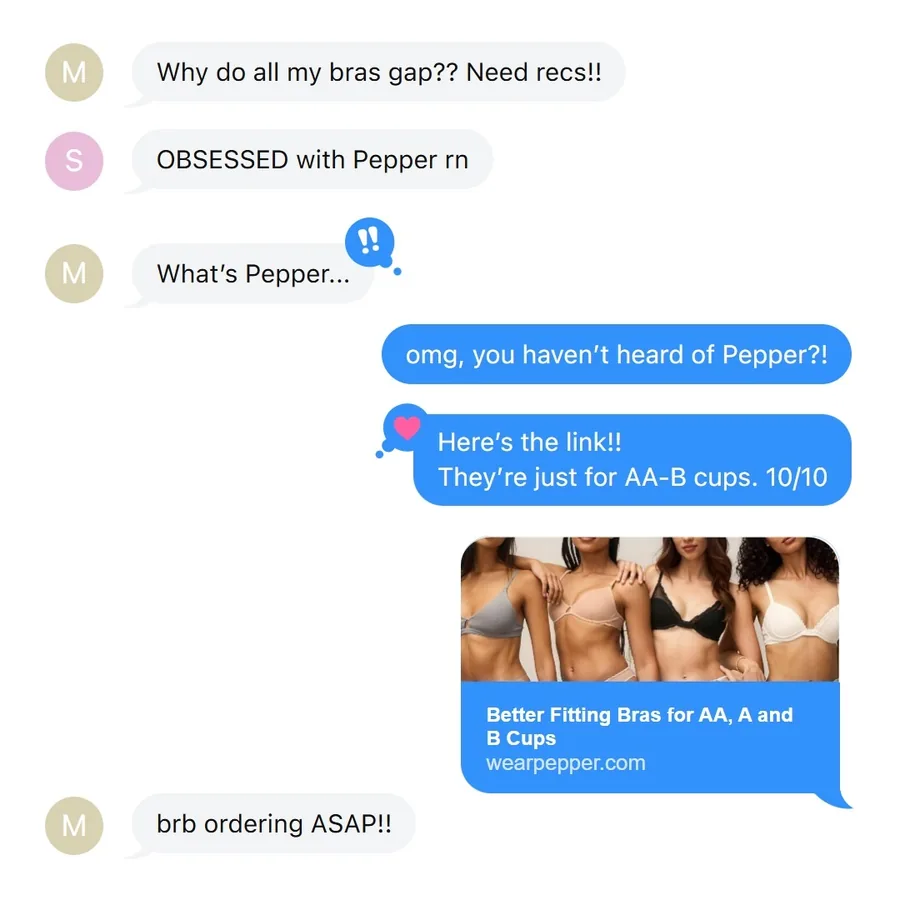 M
Why do all my bras gap?? Need recs!!
S
OBSESSED with Pepper rn
!!
M
What’s Pepper...
omg, you haven’t heard of Pepper?!
Here’s the link!!
They’re just for AA-B cups. 10/10
Better Fitting Bras for AA, A and
B Cups
wearpepper.com
M
brb ordering ASAP!!